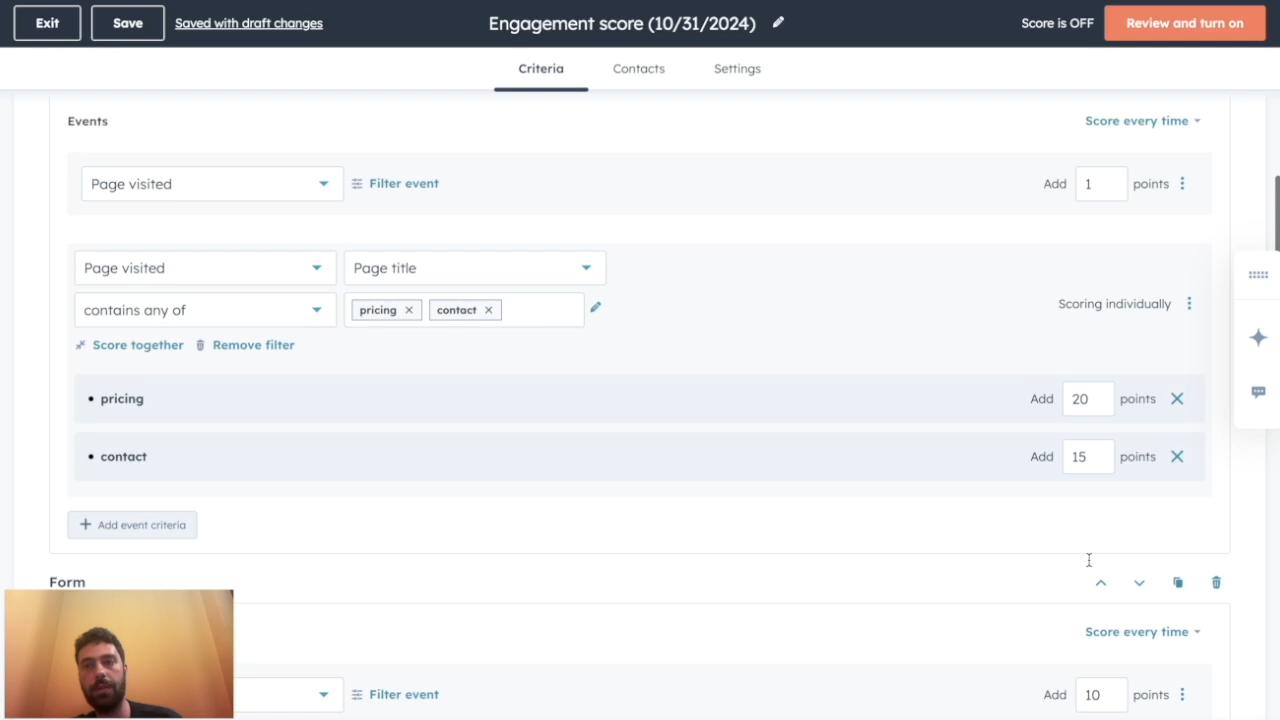 Exit
Save
Saved with draft changes
Engagement score (10/31/2024)
Score is OFF
Review and turn on
Criteria
Contacts
Settings
Events
Score every time
Page visited
Filter event
Add 1 points
Page visited
Page title
contains any of
pricing
contact
Scoring individually
Score together
Remove filter
pricing
Add 20 points
contact
Add 15 points
Add event criteria
Form
Score every time
Filter event
Add 10 points